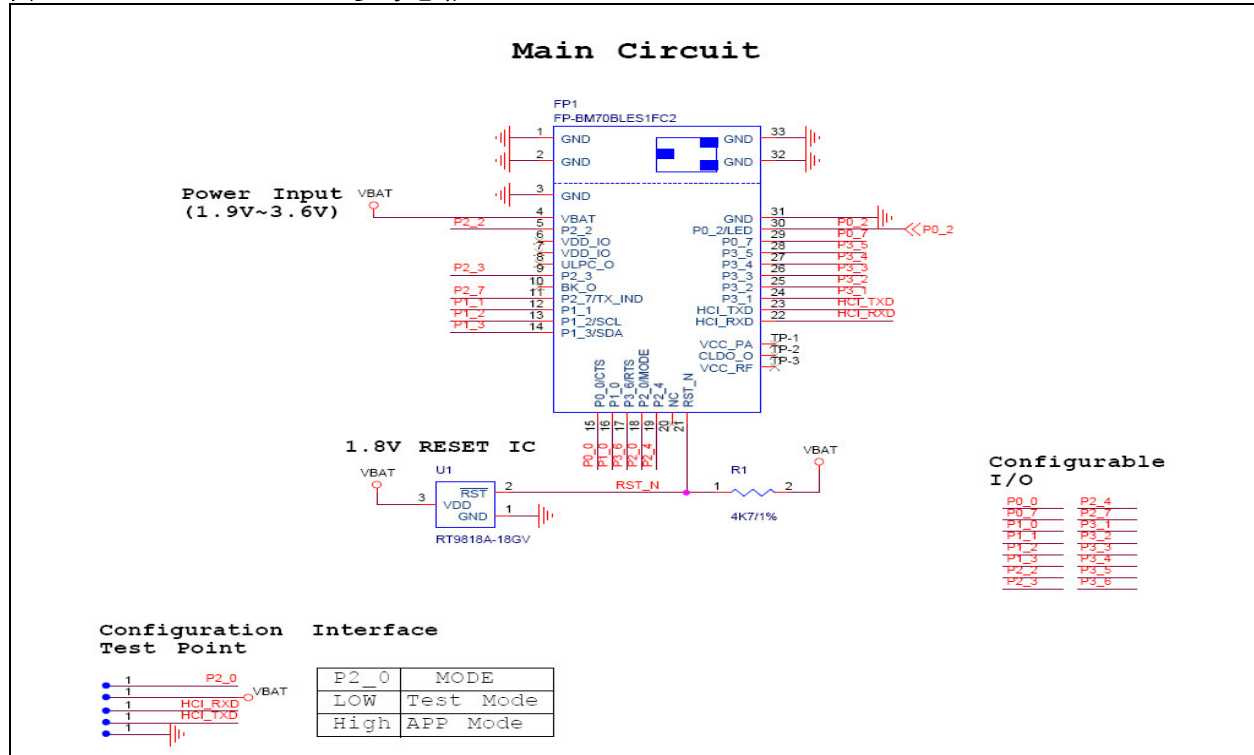 Main Circuit
FP1
FP-BM70BLES1FC2
1 GND GND 33
2 GND GND 32
3 GND
Power Input VBAT
(1.9V~3.6V)
4 VBAT GND 31
P2_2 5 P2_2 P0_2/LED 30 P0_2 P0_2
6 VDD_IO P0_7 29 P0_7
7 VDD_IO P3_5 28 P3_5
8 ULPC_O P3_4 27 P3_4
P2_3 9 P2_3 P3_3 26 P3_3
10 BK_O P3_2 25 P3_2
P2_7 11 P2_7/TX_IND P3_1 24 P3_1
P1_1 12 P1_1 HCI_TXD 23 HCI_TXD
P1_2 13 P1_2/SCL HCI_RXD 22 HCI_RXD
P1_3 14 P1_3/SDA
VCC_PA TP-1
CLDO_O TP-2
VCC_RF TP-3
P0_0/CTS P1_0 P3_6/RTS P2_0/MODE P2_4 NC RST_N
15 16 17 18 19 20 21
P0_0 P1_0 P3_6 P2_0 P2_4
1.8V RESET IC
VBAT U1 R1 VBAT
3 VDD RST 2 RST_N 1 2
GND 1
RT9818A-18GV 4K7/1%
Configurable
I/O
P0_0 P2_4
P0_7 P2_7
P1_0 P3_1
P1_1 P3_2
P1_2 P3_3
P1_3 P3_4
P2_2 P3_5
P2_3 P3_6
Configuration Interface
Test Point
1 P2_0
1 VBAT
1 HCI_RXD
1 HCI_TXD
1
P2_0 MODE
LOW Test Mode
High APP Mode